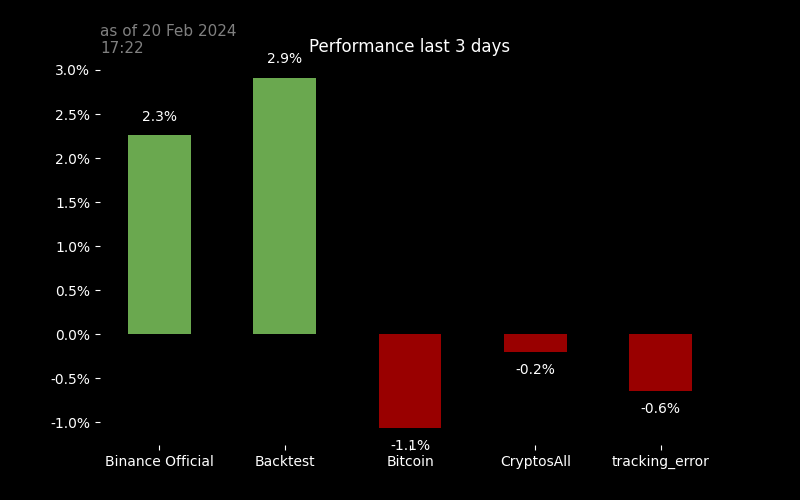 as of 20 Feb 2024
17:22
Performance last 3 days
3.0%
2.5%
2.0%
1.5%
1.0%
0.5%
0.0%
-0.5%
-1.0%
2.3%
2.9%
-1.1%
-0.2%
-0.6%
Binance Official
Backtest
Bitcoin
CryptosAll
tracking_error